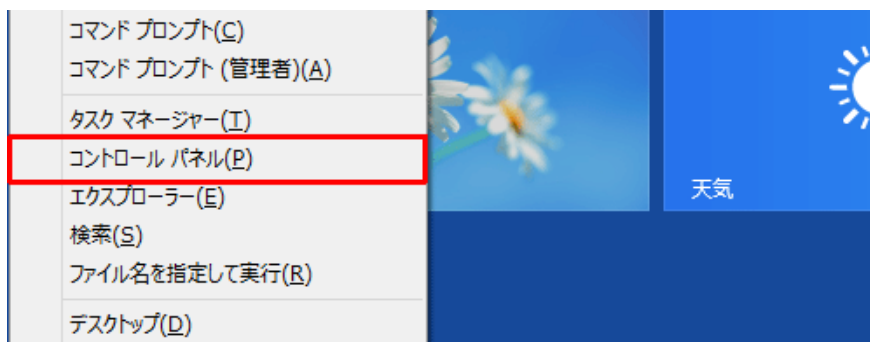 コマンド プロンプト(C)
コマンド プロンプト (管理者)(A)
タスク マネージャー(T)
コントロール パネル(P)
エクスプローラー(E)
検索(S)
ファイル名を指定して実行(R)
デスクトップ(D)
天気